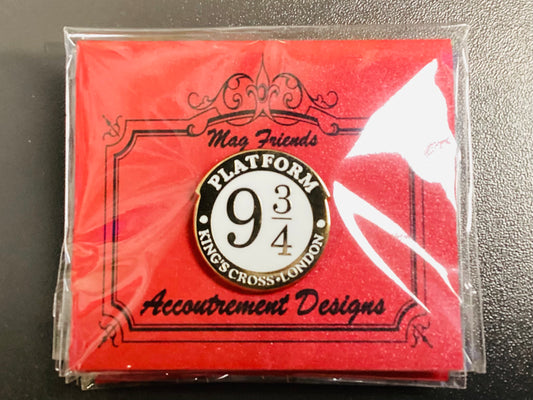 Mag Friends
PLATFORM
9 3/4
KING'S CROSS • LONDON
Accoutrement Designs